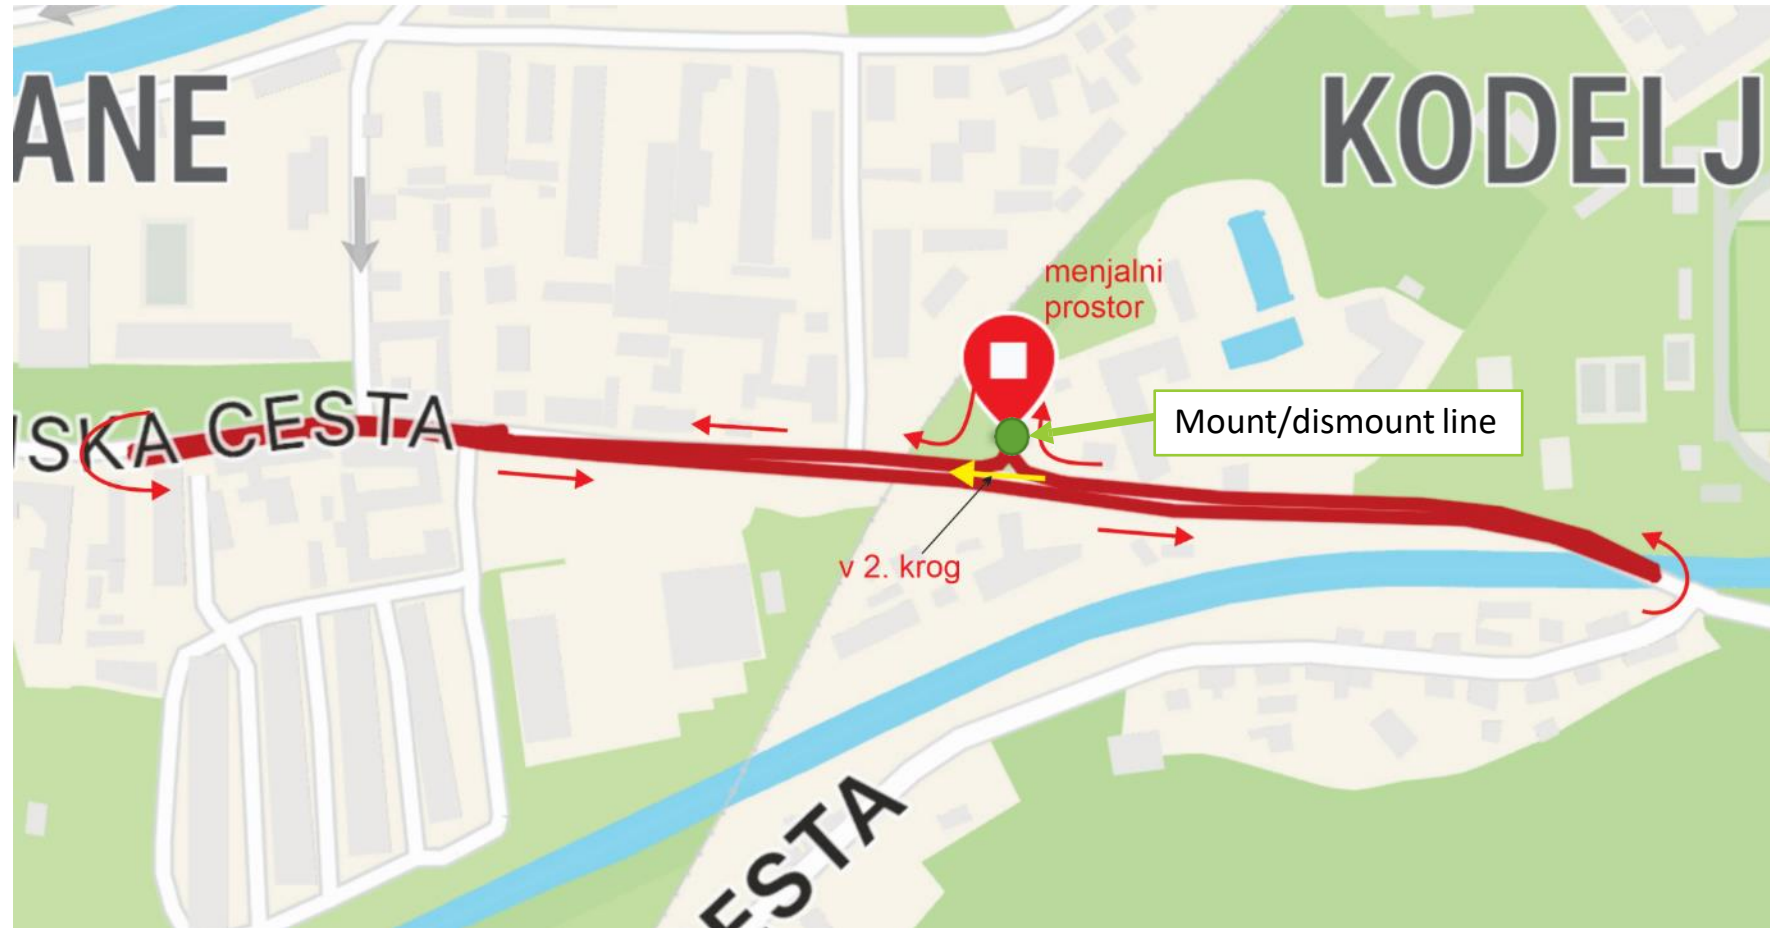 ANE
KODELJ
menjalni
prostor
Mount/dismount line
SKA CESTA
v 2. krog
ESTA